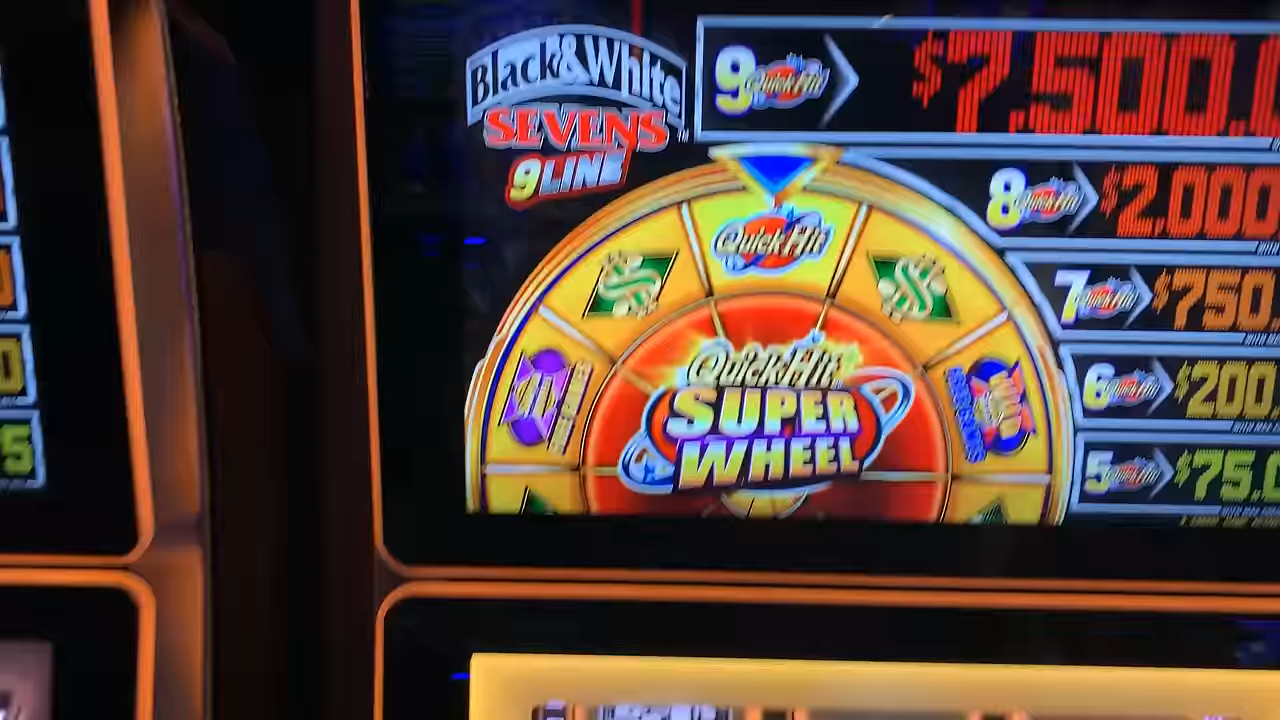 Black&White
SEVENS
9LINE
9 Quick Hit $7,500.
8 Quick Hit $2,000
7 Quick Hit $750.
6 Quick Hit $200.
5 Quick Hit $75.
Quick Hit
Quick Hit
SUPER
WHEEL
5